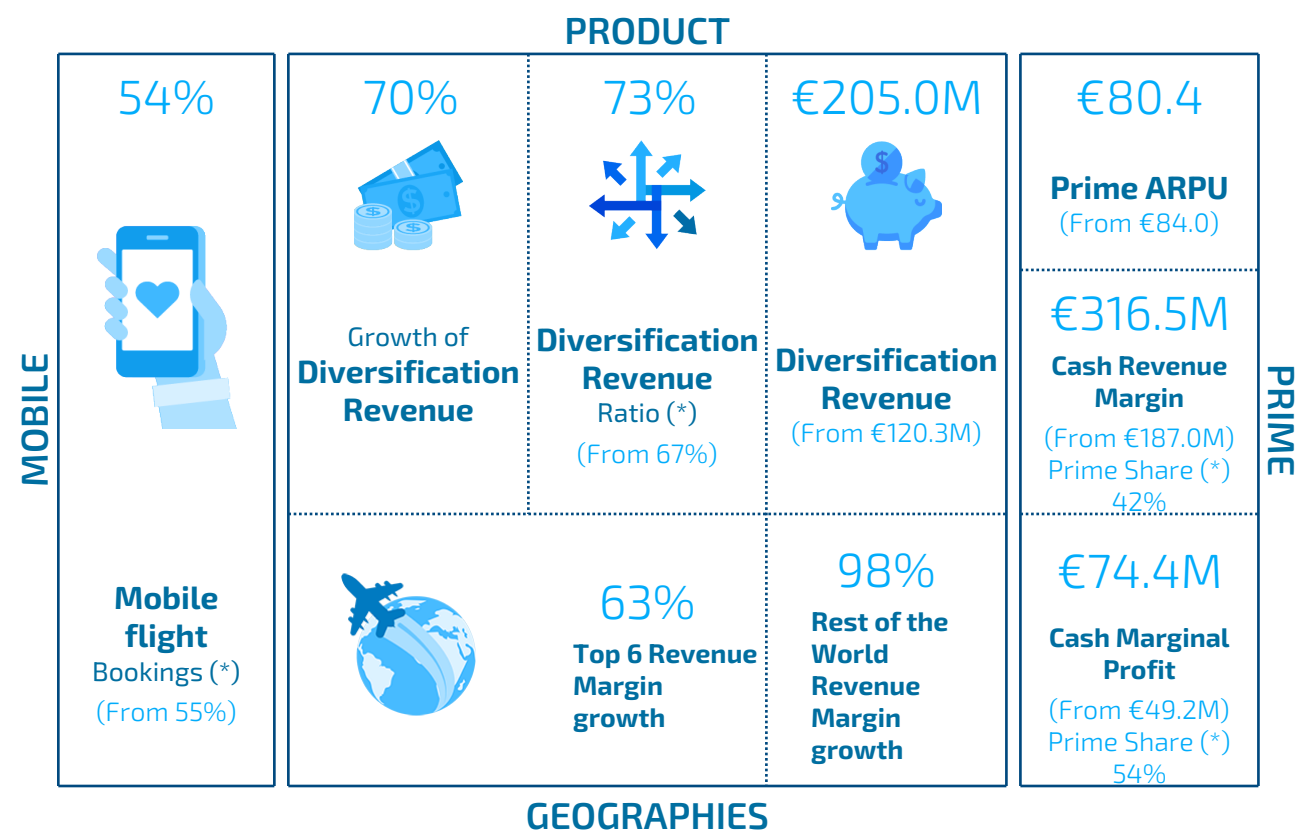 PRODUCT
MOBILE
54%
Mobile
flight
Bookings (*)
(From 55%)
70%
Growth of
Diversification
Revenue
73%
Diversification
Revenue
Ratio (*)
(From 67%)
€205.0M
Diversification
Revenue
(From €120.3M)
63%
Top 6 Revenue
Margin
growth
98%
Rest of the
World
Revenue
Margin
growth
GEOGRAPHIES
€80.4
Prime ARPU
(From €84.0)
€316.5M
Cash Revenue
Margin
(From €187.0M)
Prime Share (*)
42%
€74.4M
Cash Marginal
Profit
(From €49.2M)
Prime Share (*)
54%
PRIME